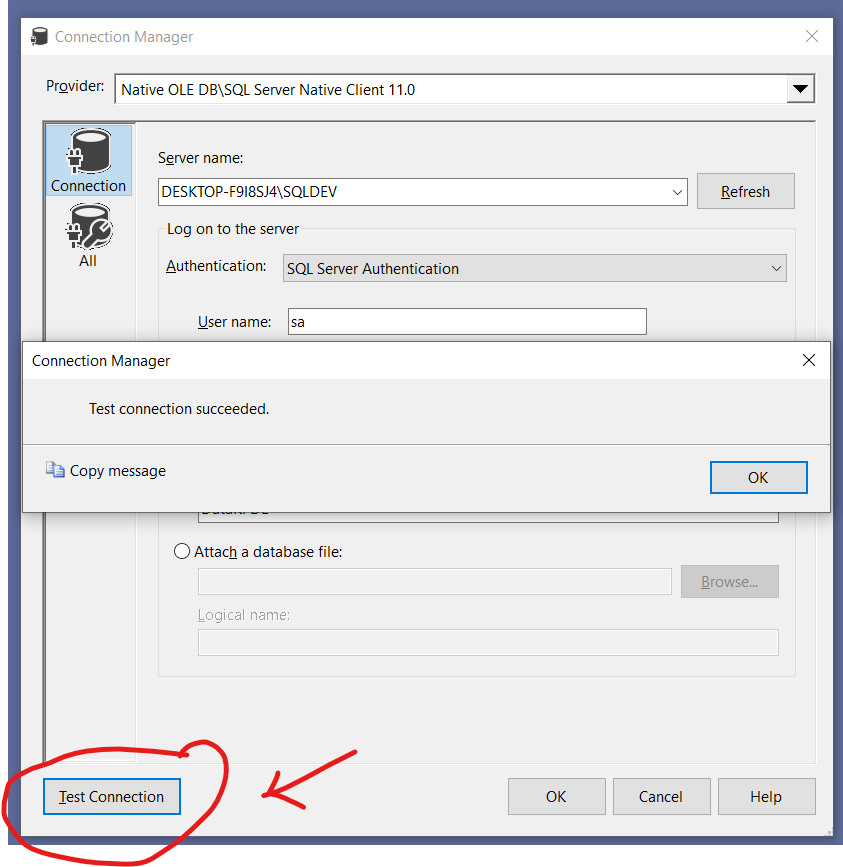 Connection Manager
Provider: Native OLE DB\SQL Server Native Client 11.0
Connection
All
Server name:
DESKTOP-F9I8SJ4\SQLDEV
Refresh
Log on to the server
Authentication: SQL Server Authentication
User name: sa
Connection Manager
Test connection succeeded.
Copy message
OK
Attach a database file:
Browse...
Logical name:
Test Connection
OK
Cancel
Help